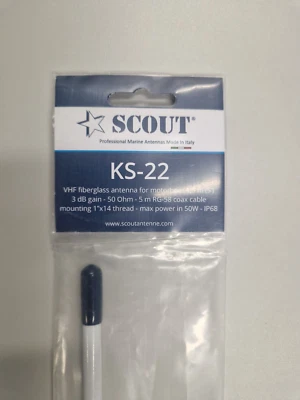 SCOUT®
Professional Marine Antennas Made in Italy
KS-22
VHF fiberglass antenna for
3 dB gain - 50 Ohm - 5 m RG-58 coax cable
mounting 1"x14 thread - max power in 50W - IP68
www.scoutantenne.com